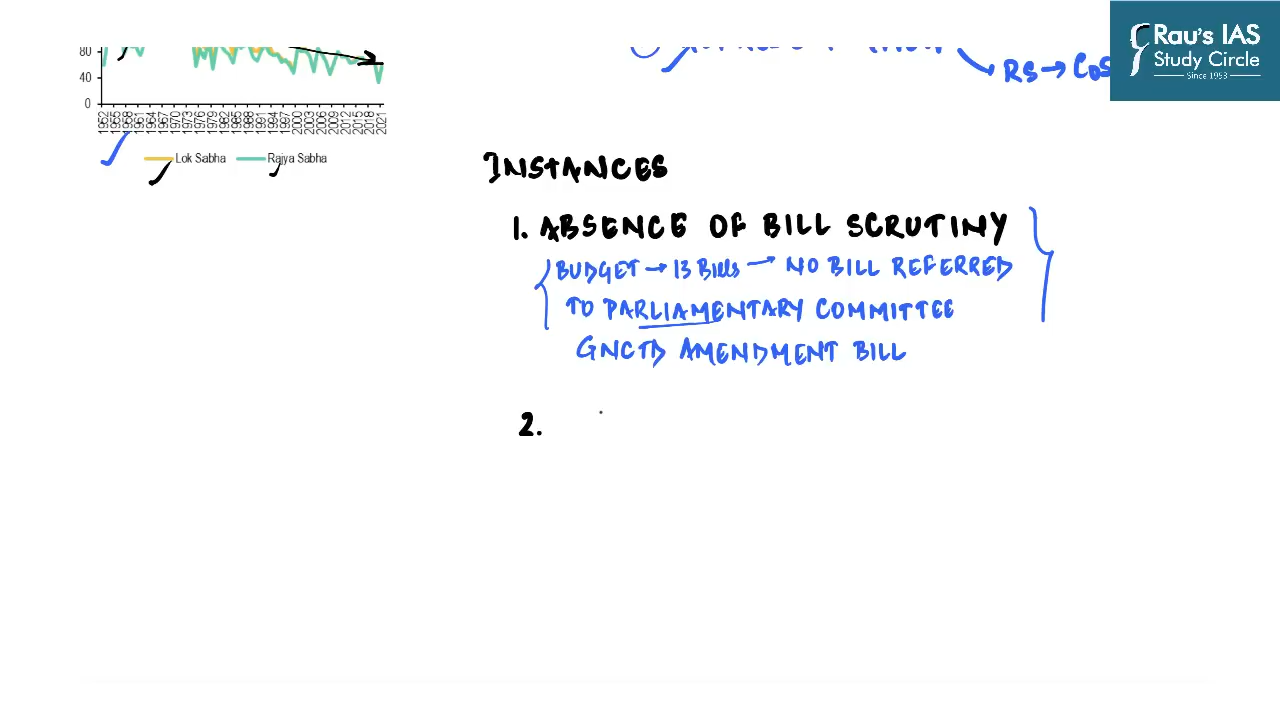 Rau's IAS
Study Circle
Since 1953
RS → COS
80
40
0
1952 1955 1958 1961 1964 1967 1970 1973 1976 1979 1982 1985 1988 1991 1994 1997 2000 2003 2006 2009 2012 2015 2018 2021
Lok Sabha Rajya Sabha
INSTANCES
1. ABSENCE OF BILL SCRUTINY
BUDGET → 13 Bills → NO BILL REFERRED
TO PARLIAMENTARY COMMITTEE
GNCTD AMENDMENT BILL
2.